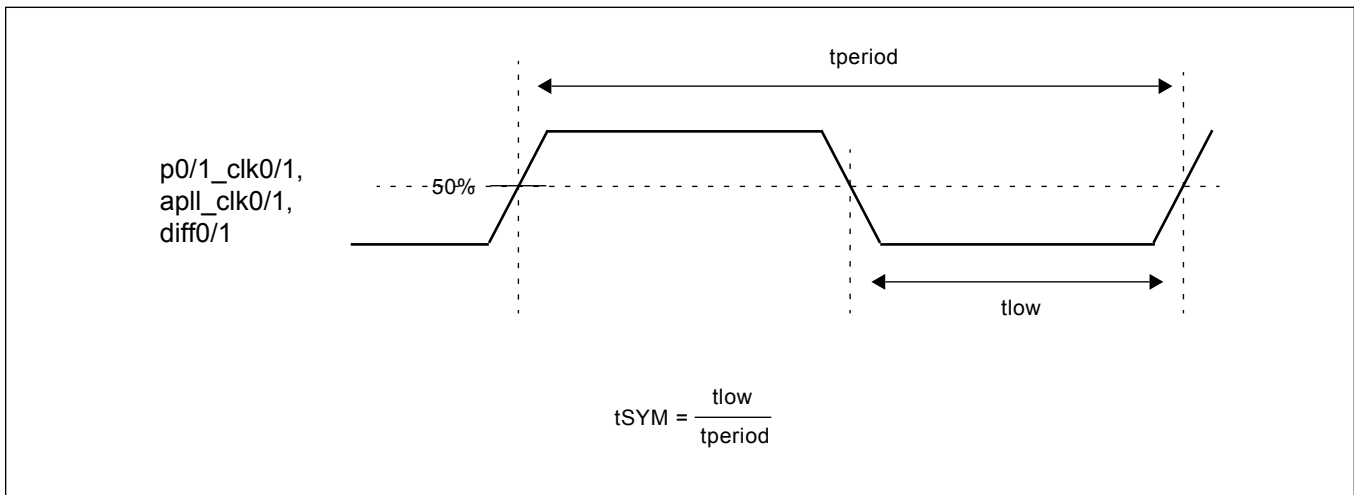 tperiod
p0/1_clk0/1,
apll_clk0/1,
diff0/1
50%
tlow
tSYM = tlow
tperiod